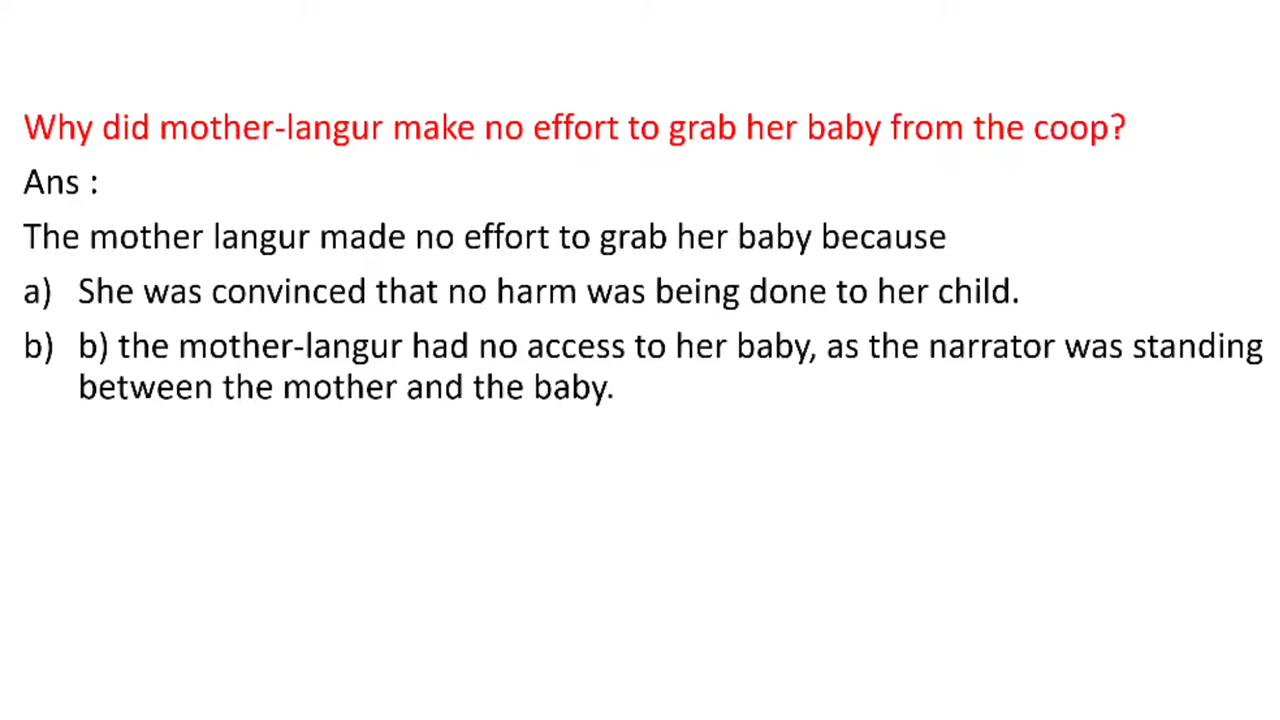 Why did mother-langur make no effort to grab her baby from the coop?
Ans :
The mother langur made no effort to grab her baby because
a) She was convinced that no harm was being done to her child.
b) b) the mother-langur had no access to her baby, as the narrator was standing
between the mother and the baby.